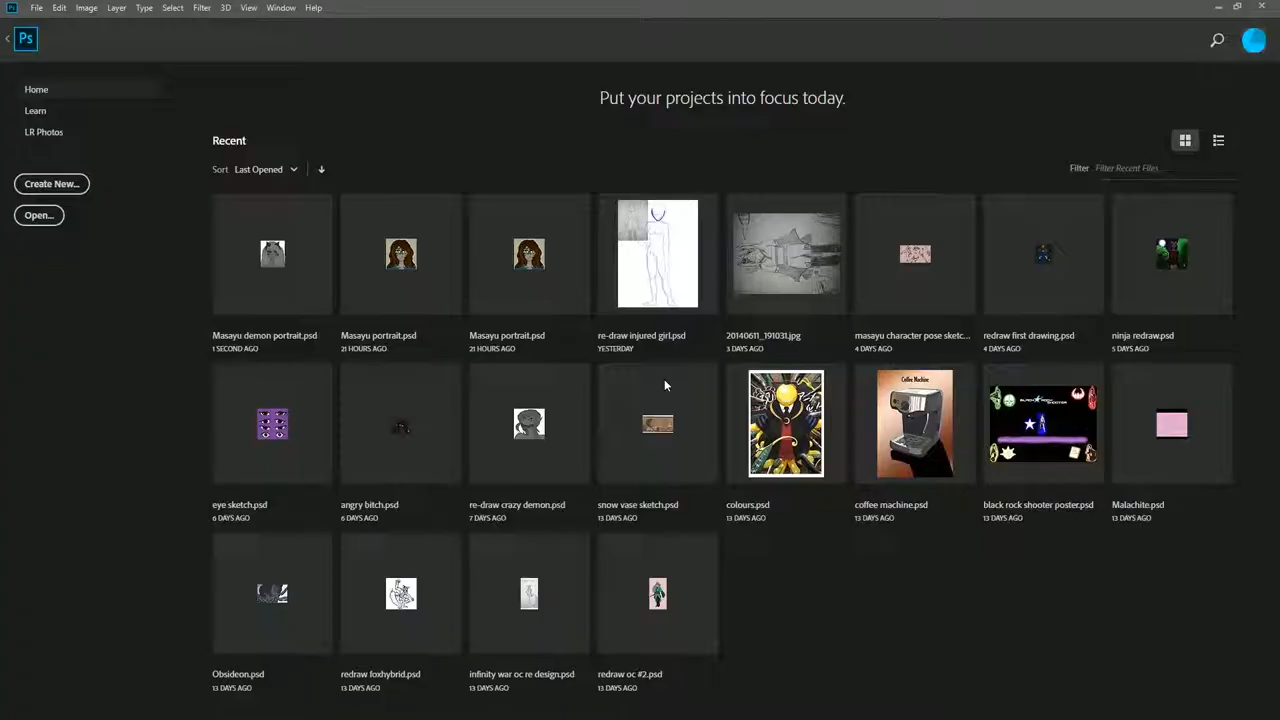 Ps File Edit Image Layer Type Select Filter 3D View Window Help
Ps
Home
Learn
LR Photos
Create New...
Open...
Put your projects into focus today.
Recent
Sort Last Opened
Filter Filter Recent Files...
Masayu demon portrait.psd Masayu portrait.psd Masayu portrait.psd re-draw injured girl.psd 20140611_191031.jpg masayu character pose sketc... redraw first drawing.psd ninja redraw.psd
1 SECOND AGO 21 HOURS AGO 21 HOURS AGO YESTERDAY 3 DAYS AGO 4 DAYS AGO 4 DAYS AGO 5 DAYS AGO
Coffee Machine
BLACK ROCK SHOOTER
eye sketch.psd angry bitch.psd re-draw crazy demon.psd snow vase sketch.psd colours.psd coffee machine.psd black rock shooter poster.psd Malachite.psd
6 DAYS AGO 6 DAYS AGO 7 DAYS AGO 13 DAYS AGO 13 DAYS AGO 13 DAYS AGO 13 DAYS AGO 13 DAYS AGO
Obsideon.psd redraw foxhybrid.psd infinity war oc re design.psd redraw oc #2.psd
13 DAYS AGO 13 DAYS AGO 13 DAYS AGO 13 DAYS AGO